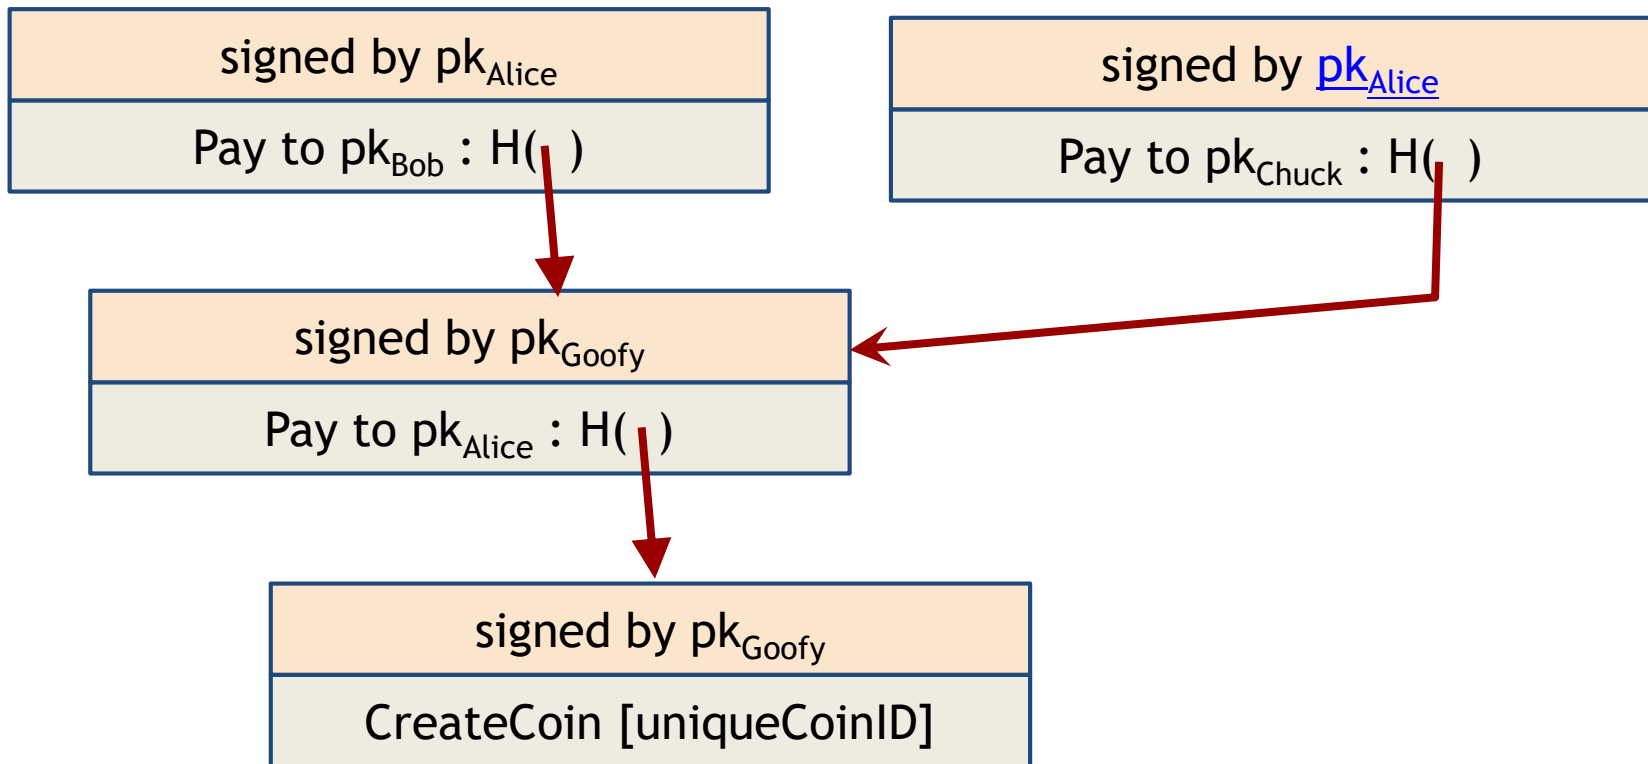 signed by pkAlice
Pay to pkBob : H( )
signed by pkAlice
Pay to pkChuck : H( )
signed by pkGoofy
Pay to pkAlice : H( )
signed by pkGoofy
CreateCoin [uniqueCoinID]